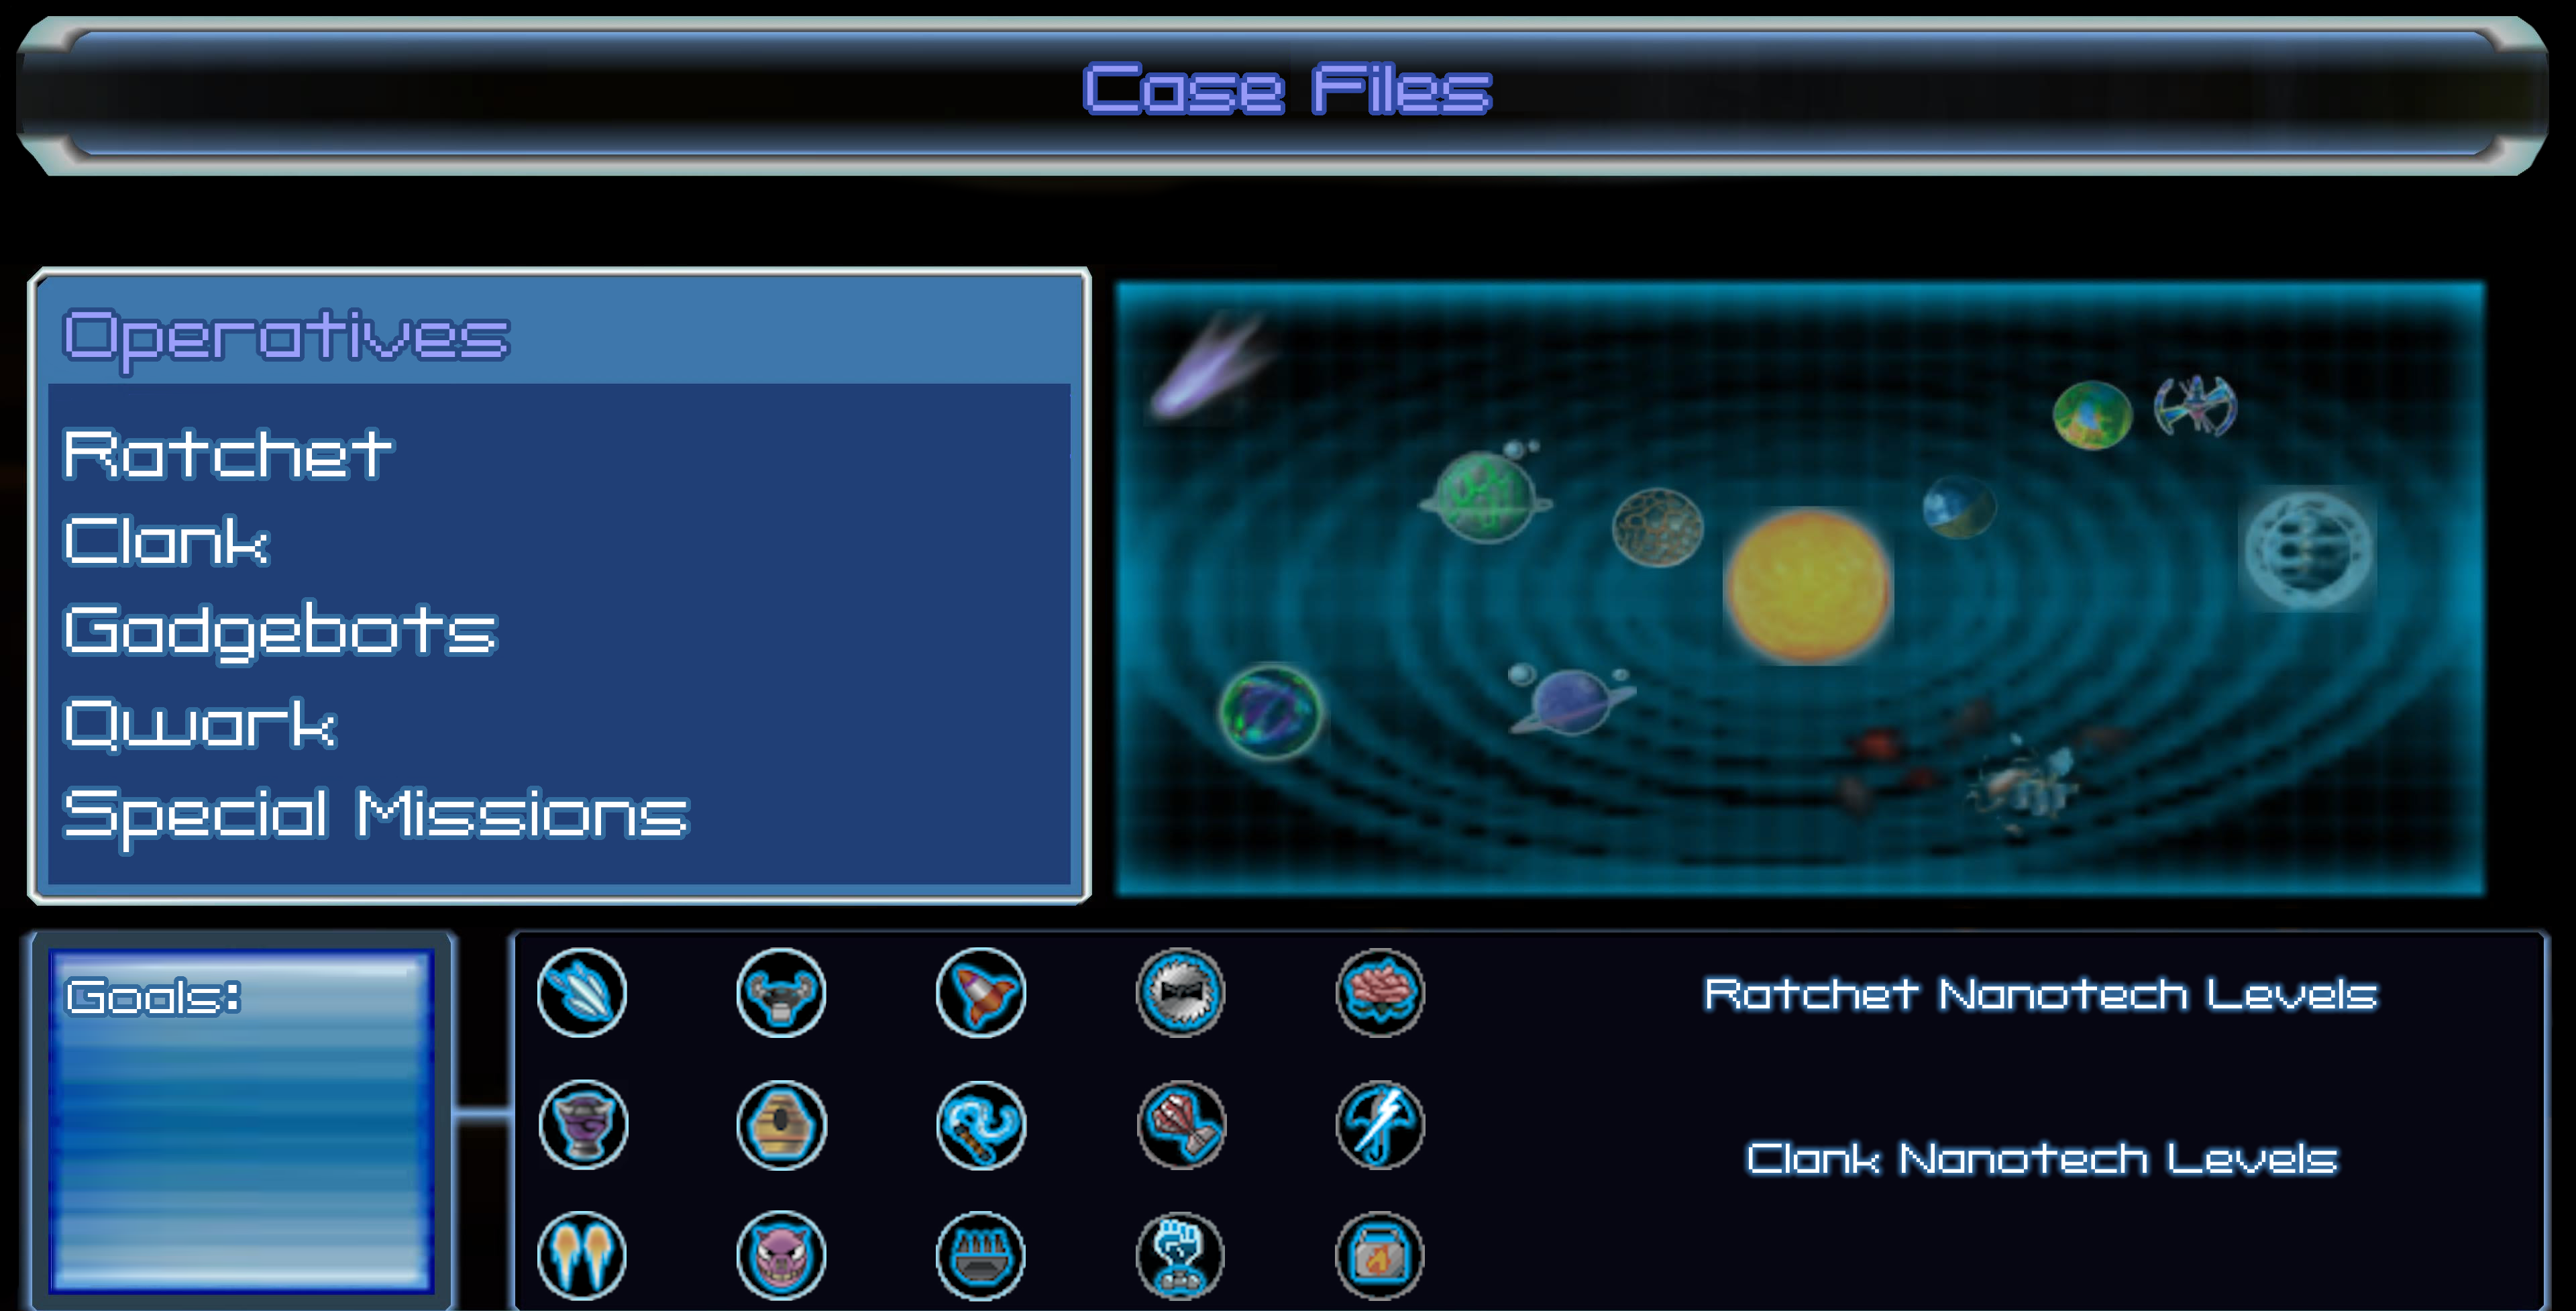 Case Files
Operatives
Ratchet
Clank
Gadgebots
Qwark
Special Missions
Goals:
Ratchet Nanotech Levels
Clank Nanotech Levels